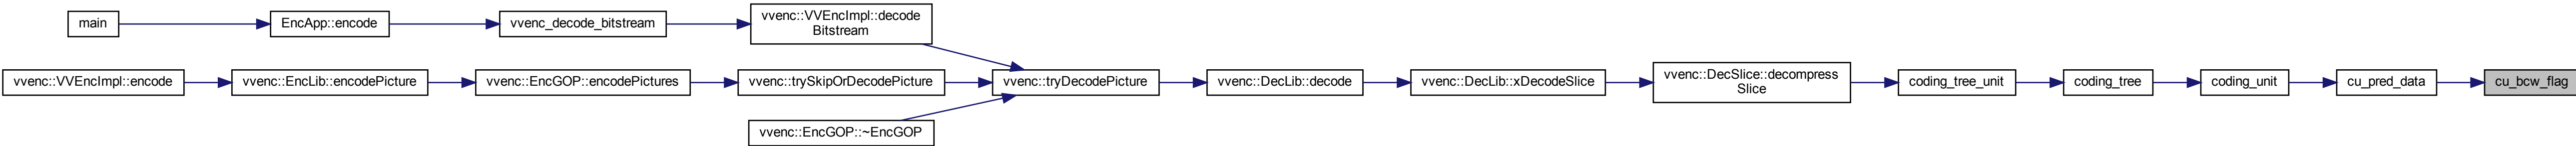 main
EncApp::encode
vvenc_decode_bitstream
vvenc::VVEncImpl::decode
Bitstream
vvenc::VVEncImpl::encode
vvenc::EncLib::encodePicture
vvenc::EncGOP::encodePictures
vvenc::trySkipOrDecodePicture
vvenc::tryDecodePicture
vvenc::DecLib::decode
vvenc::DecLib::xDecodeSlice
vvenc::DecSlice::decompress
Slice
coding_tree_unit
coding_tree
coding_unit
cu_pred_data
cu_bcw_flag
vvenc::EncGOP::~EncGOP